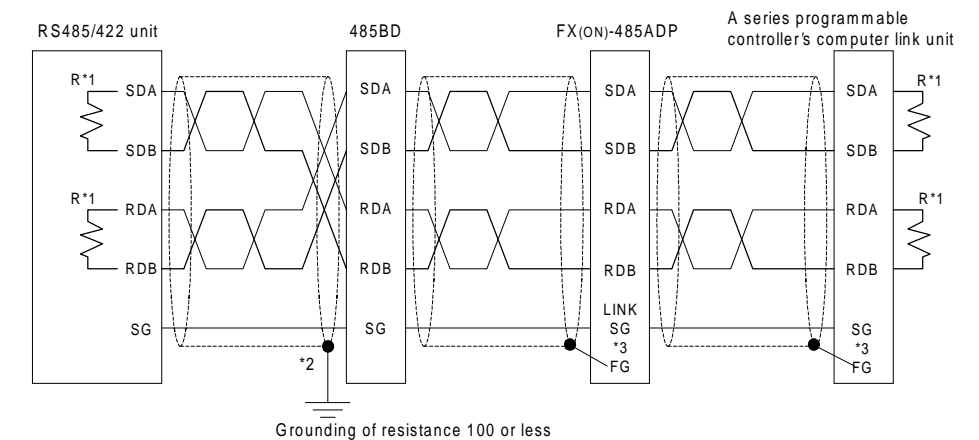 RS485/422 unit
485BD
FX(ON)-485ADP
A series programmable
controller's computer link unit
R*1
SDA
SDB
R*1
RDA
RDB
SG
*2
SDA
SDB
RDA
RDB
SG
SDA
SDB
RDA
RDB
LINK
SG
*3
FG
SDA
SDB
RDA
RDB
SG
*3
FG
R*1
R*1
Grounding of resistance 100 or less